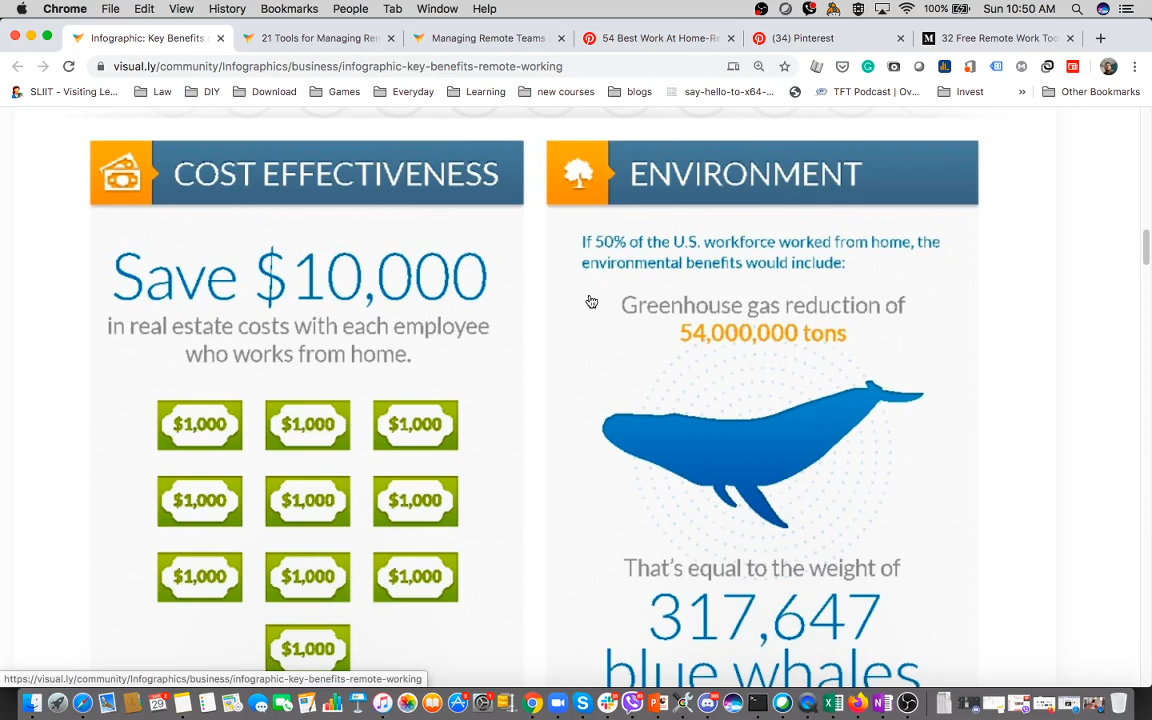 Chrome File Edit View History Bookmarks People Tab Window Help 100% Sun 10:50 AM
Infographic: Key Benefits
21 Tools for Managing Re
Managing Remote Teams
54 Best Work At Home-Re
(34) Pinterest
32 Free Remote Work Too
visual.ly/community/Infographics/business/infographic-key-benefits-remote-working
SLIIT - Visiting Le... Law DIY Download Games Everyday Learning new courses blogs say-hello-to-x64-... TFT Podcast | Ov... Invest » Other Bookmarks
COST EFFECTIVENESS
Save $10,000
in real estate costs with each employee
who works from home.
$1,000 $1,000 $1,000
$1,000 $1,000 $1,000
$1,000 $1,000 $1,000
$1,000
ENVIRONMENT
If 50% of the U.S. workforce worked from home, the
environmental benefits would include:
Greenhouse gas reduction of
54,000,000 tons
That's equal to the weight of
317,647
blue whales
https://visual.ly/community/Infographics/business/infographic-key-benefits-remote-working